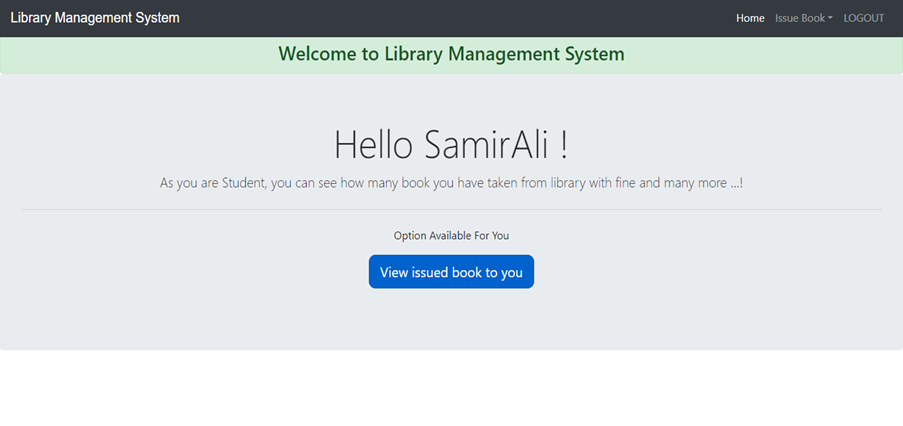 Library Management System
Home Issue Book LOGOUT
Welcome to Library Management System
Hello SamirAli !
As you are Student, you can see how many book you have taken from library with fine and many more ...!
Option Available For You
View issued book to you